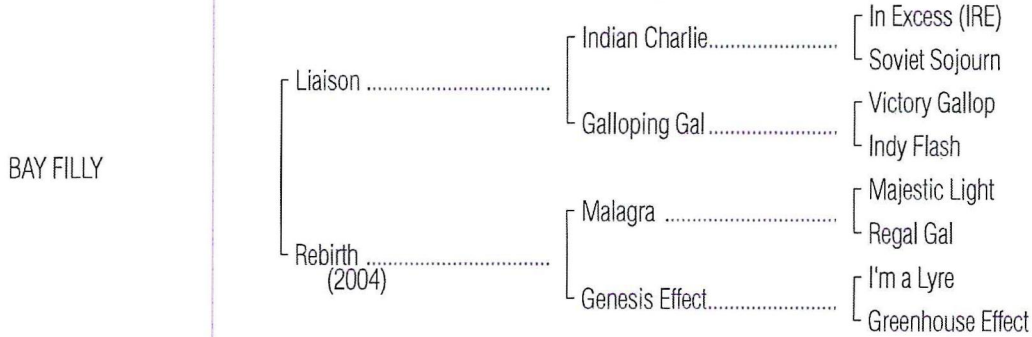 In Excess (IRE)
Indian Charlie
Soviet Sojourn
Liaison
Victory Gallop
Galloping Gal
Indy Flash
BAY FILLY
Majestic Light
Malagra
Regal Gal
Rebirth
(2004)
I'm a Lyre
Genesis Effect
Greenhouse Effect